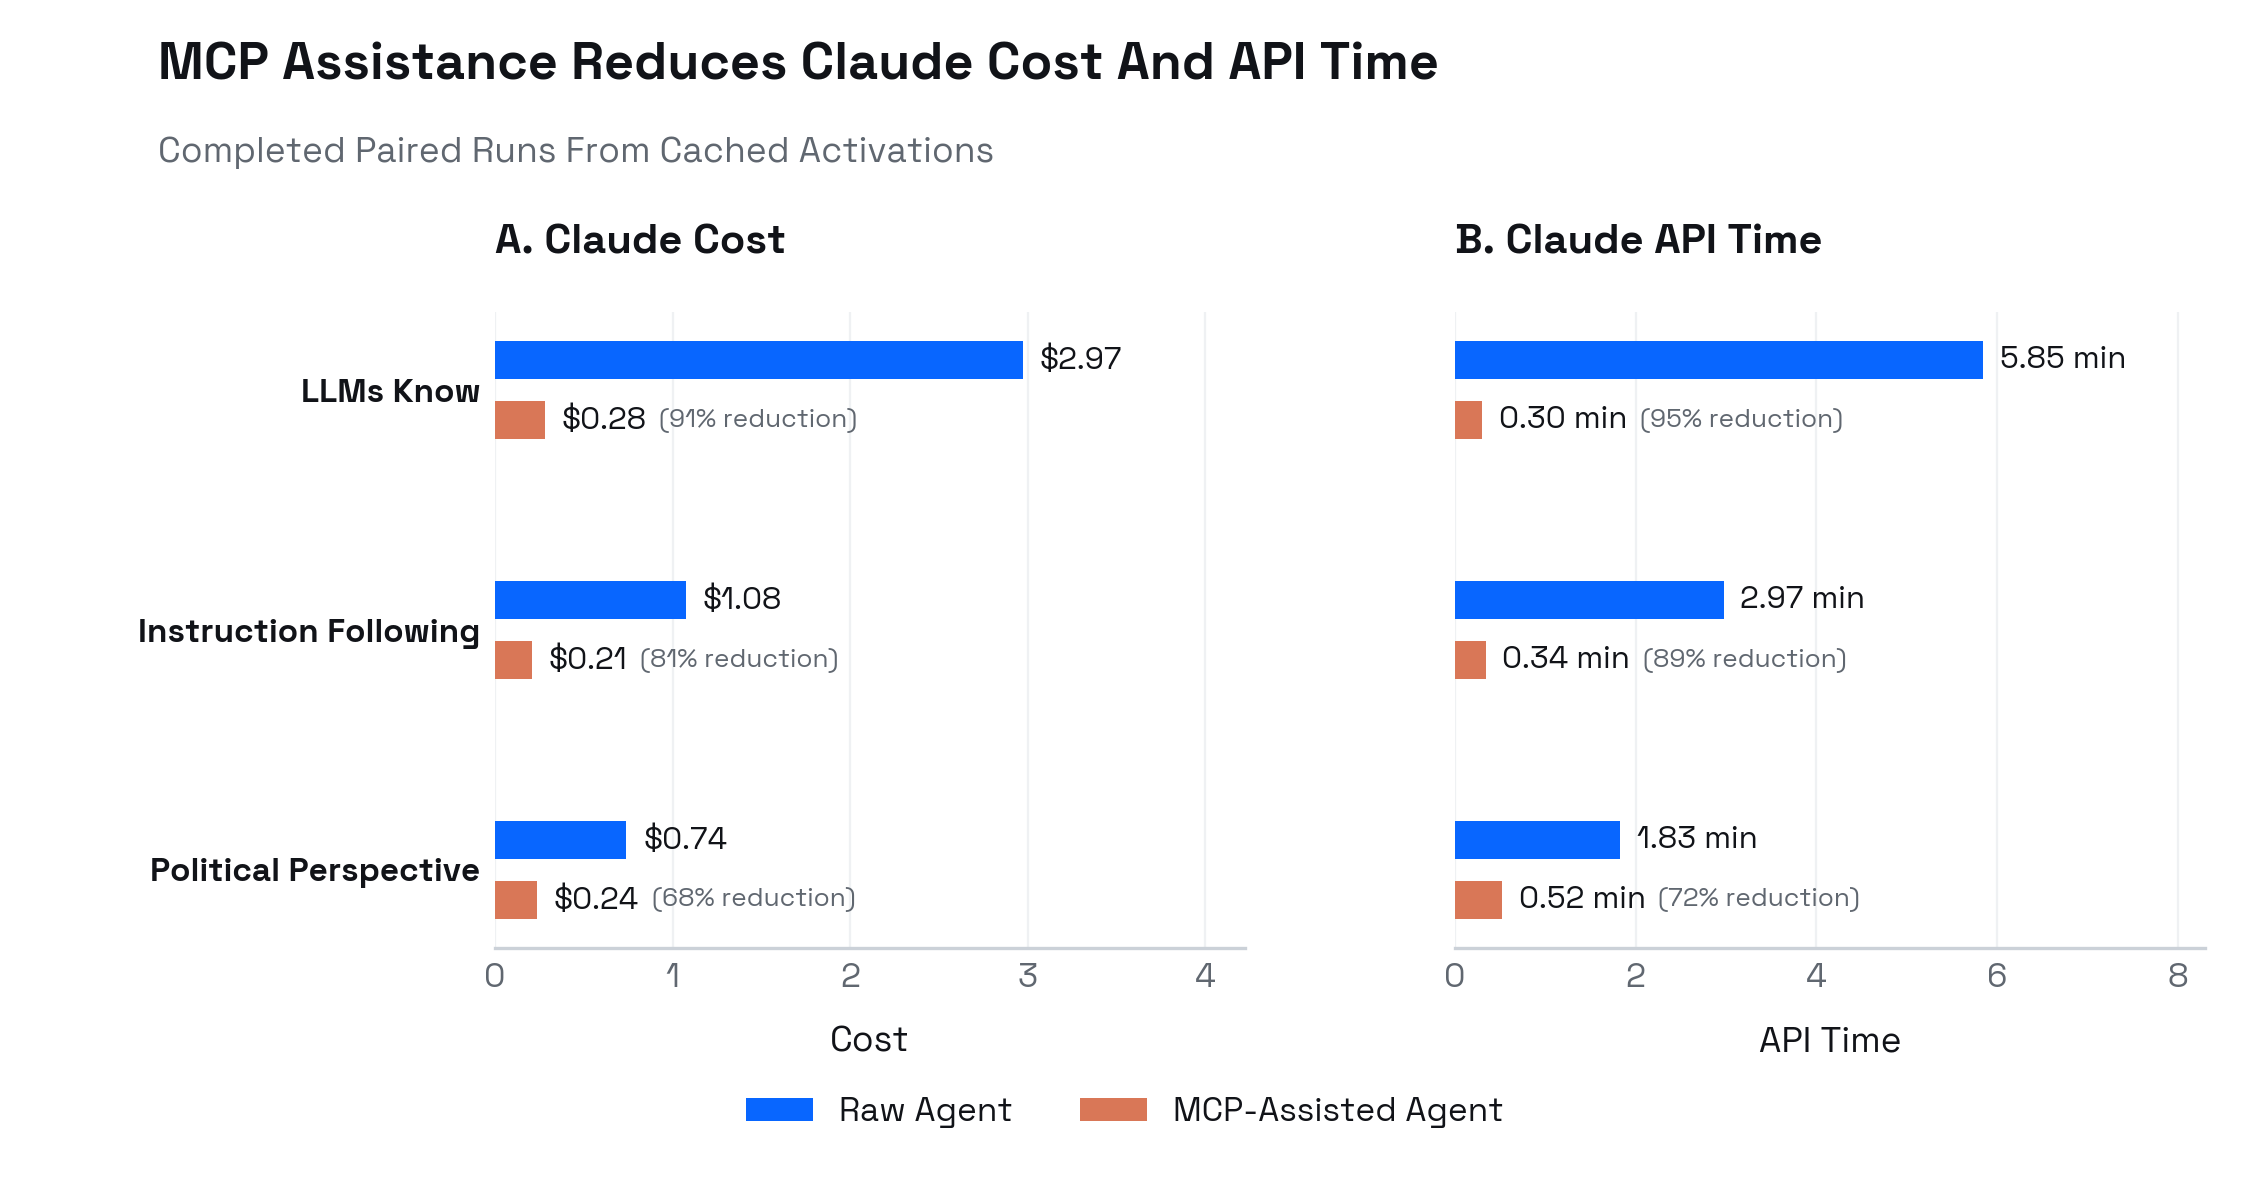 MCP Assistance Reduces Claude Cost And API Time
Completed Paired Runs From Cached Activations
A. Claude Cost
LLMs Know
$2.97
$0.28 (91% reduction)
Instruction Following
$1.08
$0.21 (81% reduction)
Political Perspective
$0.74
$0.24 (68% reduction)
0 1 2 3 4
Cost
B. Claude API Time
5.85 min
0.30 min (95% reduction)
2.97 min
0.34 min (89% reduction)
1.83 min
0.52 min (72% reduction)
0 2 4 6 8
API Time
Raw Agent MCP-Assisted Agent